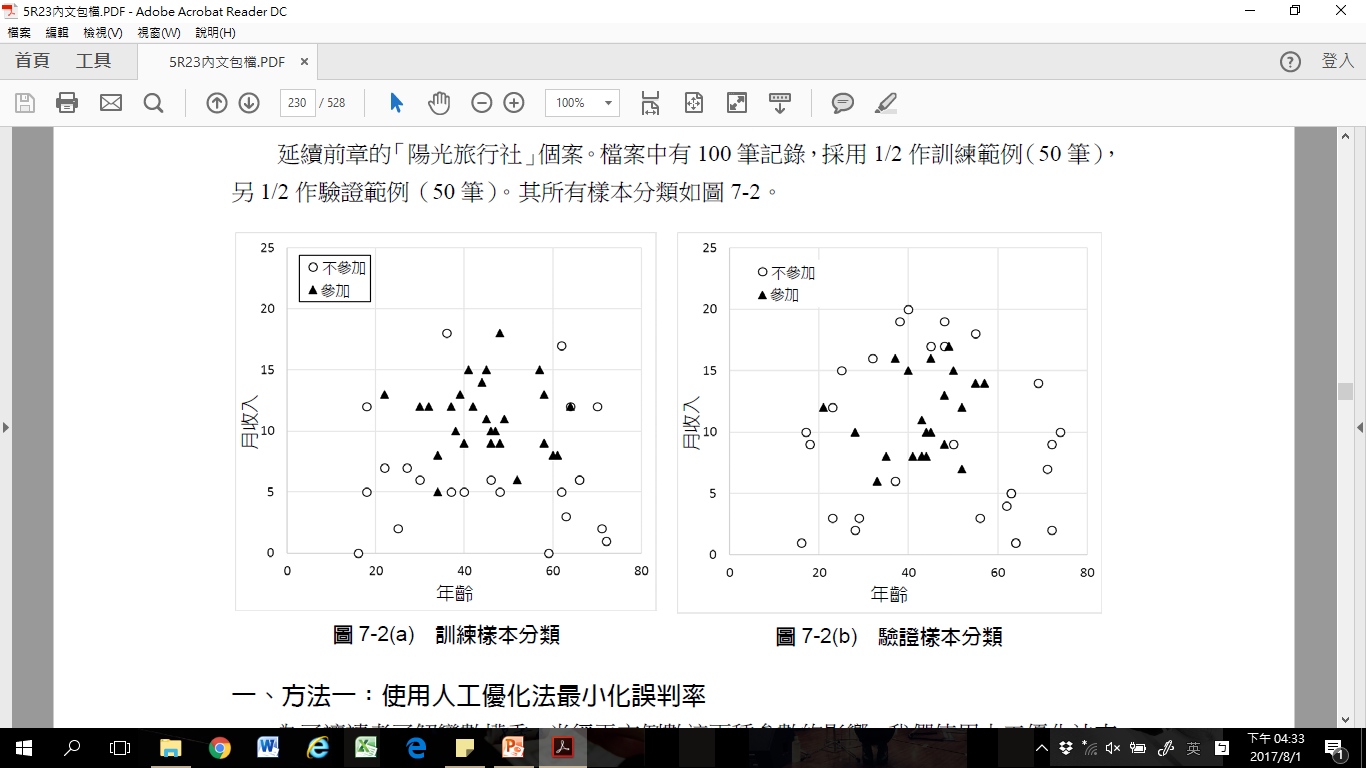 5R23內文包檔.PDF - Adobe Acrobat Reader DC
檔案 編輯 檢視(V) 視窗(W) 說明(H)
首頁 工具 5R23內文包檔.PDF × 登入
230 / 528 100%
延續前章的「陽光旅行社」個案。檔案中有 100 筆記錄，採用 1/2 作訓練範例（50 筆），
另 1/2 作驗證範例（50 筆）。其所有樣本分類如圖 7-2。
25
20
15
10
5
0
0 20 40 60 80
月收入
年齡
不參加
參加
圖 7-2(a) 訓練樣本分類
25
20
15
10
5
0
0 20 40 60 80
月收入
年齡
不參加
參加
圖 7-2(b) 驗證樣本分類
一、方法一：使用人工優化法最小化誤判率
英
下午 04:33
2017/8/1
1